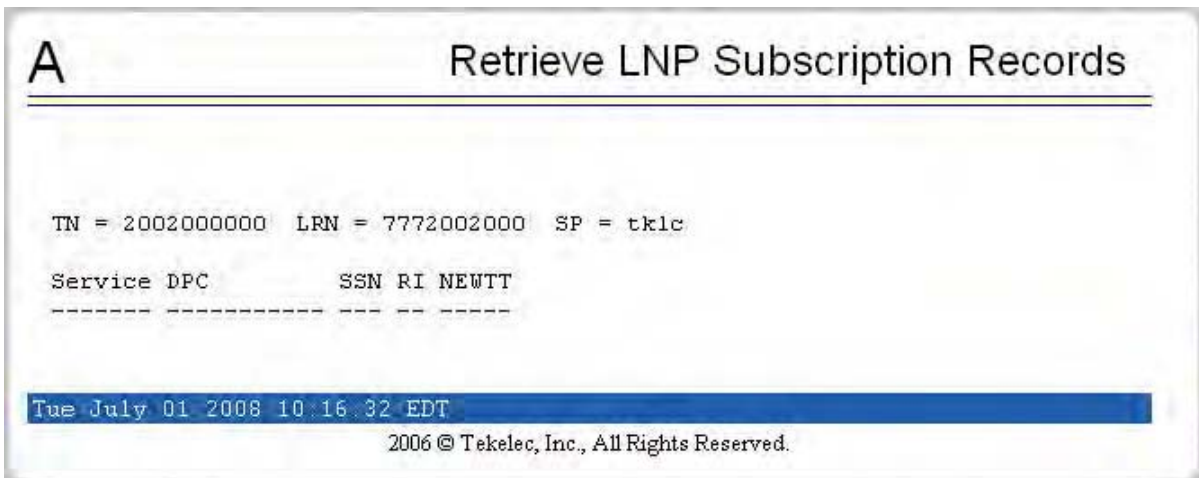 A
Retrieve LNP Subscription Records
TN = 2002000000 LRN = 7772002000 SP = tklc
Service DPC SSN RI NEWTT
------- ----------- --- -- -----
Tue July 01 2008 10:16:32 EDT
2006 © Tekelec, Inc., All Rights Reserved.